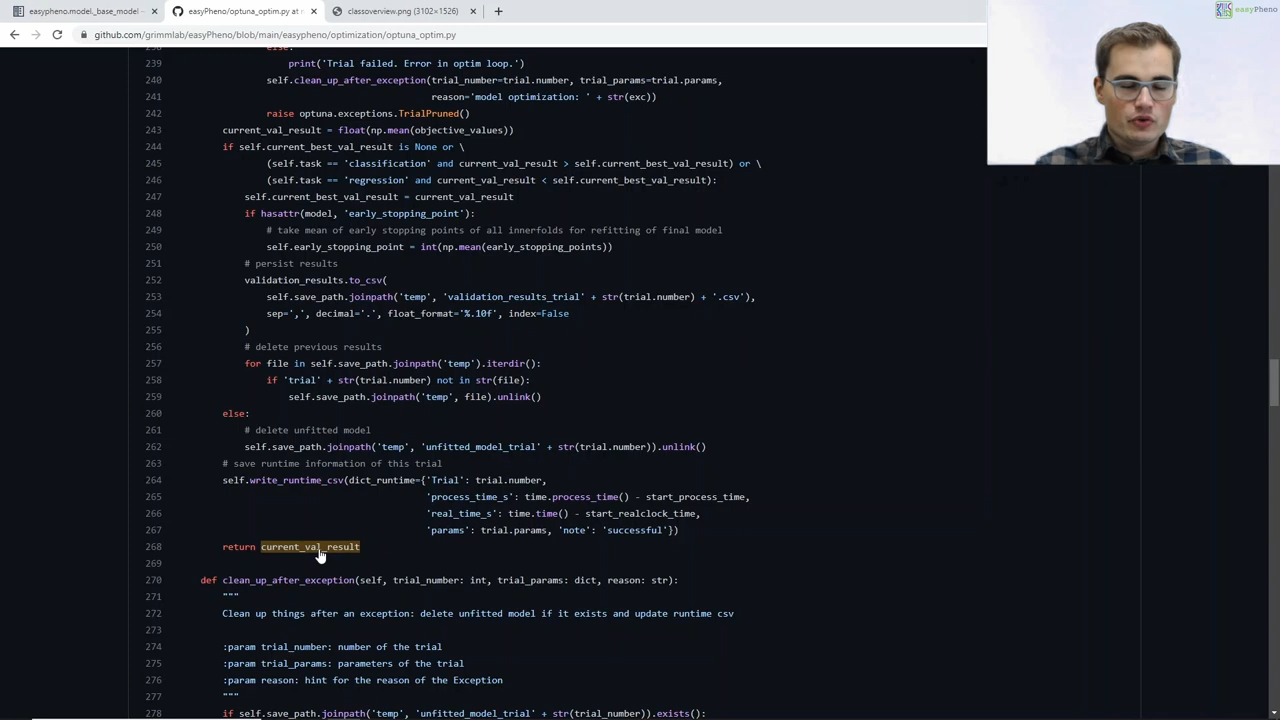 easypheno.model._base_model –
easyPheno/optuna_optim.py at
classoverview.png (3102×1526)
easyPheno
github.com/grimmlab/easyPheno/blob/main/easypheno/optimization/optuna_optim.py
238 else:
239 print('Trial failed. Error in optim loop.')
240 self.clean_up_after_exception(trial_number=trial.number, trial_params=trial.params,
241 reason='model optimization: ' + str(exc))
242 raise optuna.exceptions.TrialPruned()
243 current_val_result = float(np.mean(objective_values))
244 if self.current_best_val_result is None or \
245 (self.task == 'classification' and current_val_result > self.current_best_val_result) or \
246 (self.task == 'regression' and current_val_result < self.current_best_val_result):
247 self.current_best_val_result = current_val_result
248 if hasattr(model, 'early_stopping_point'):
249 # take mean of early stopping points of all innerfolds for refitting of final model
250 self.early_stopping_point = int(np.mean(early_stopping_points))
251 # persist results
252 validation_results.to_csv(
253 self.save_path.joinpath('temp', 'validation_results_trial' + str(trial.number) + '.csv'),
254 sep=',', decimal='.', float_format='%.10f', index=False
255 )
256 # delete previous results
257 for file in self.save_path.joinpath('temp').iterdir():
258 if 'trial' + str(trial.number) not in str(file):
259 self.save_path.joinpath('temp', file).unlink()
260 else:
261 # delete unfitted model
262 self.save_path.joinpath('temp', 'unfitted_model_trial' + str(trial.number)).unlink()
263 # save runtime information of this trial
264 self.write_runtime_csv(dict_runtime={'Trial': trial.number,
265 'process_time_s': time.process_time() - start_process_time,
266 'real_time_s': time.time() - start_realclock_time,
267 'params': trial.params, 'note': 'successful'})
268 return current_val_result
269
270 def clean_up_after_exception(self, trial_number: int, trial_params: dict, reason: str):
271 """
272 Clean up things after an exception: delete unfitted model if it exists and update runtime csv
273
274 :param trial_number: number of the trial
275 :param trial_params: parameters of the trial
276 :param reason: hint for the reason of the Exception
277 """
278 if self.save_path.joinpath('temp', 'unfitted_model_trial' + str(trial_number)).exists():